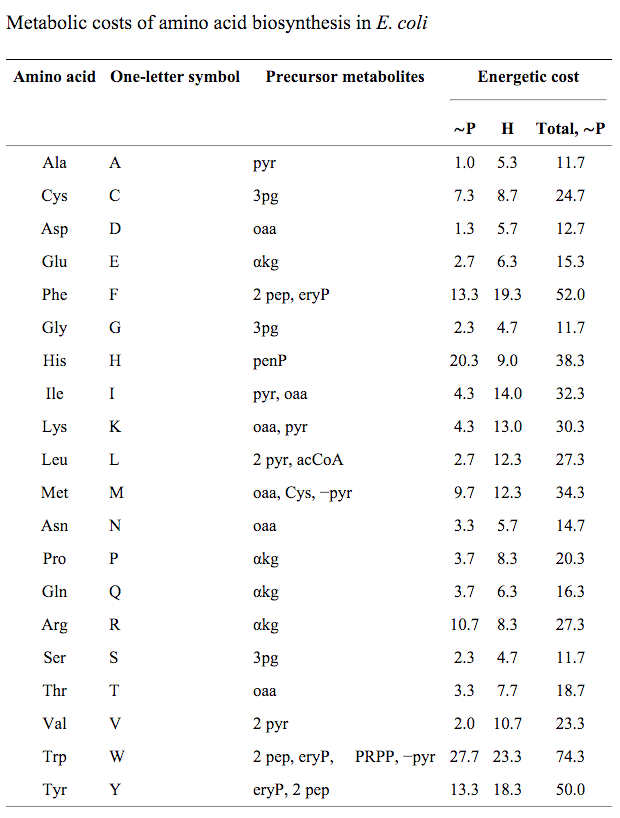 Metabolic costs of amino acid biosynthesis in E. coli
Amino acid One-letter symbol Precursor metabolites Energetic cost
~P H Total, ~P
Ala A pyr 1.0 5.3 11.7
Cys C 3pg 7.3 8.7 24.7
Asp D oaa 1.3 5.7 12.7
Glu E αkg 2.7 6.3 15.3
Phe F 2 pep, eryP 13.3 19.3 52.0
Gly G 3pg 2.3 4.7 11.7
His H penP 20.3 9.0 38.3
Ile I pyr, oaa 4.3 14.0 32.3
Lys K oaa, pyr 4.3 13.0 30.3
Leu L 2 pyr, acCoA 2.7 12.3 27.3
Met M oaa, Cys, −pyr 9.7 12.3 34.3
Asn N oaa 3.3 5.7 14.7
Pro P αkg 3.7 8.3 20.3
Gln Q αkg 3.7 6.3 16.3
Arg R αkg 10.7 8.3 27.3
Ser S 3pg 2.3 4.7 11.7
Thr T oaa 3.3 7.7 18.7
Val V 2 pyr 2.0 10.7 23.3
Trp W 2 pep, eryP, PRPP, −pyr 27.7 23.3 74.3
Tyr Y eryP, 2 pep 13.3 18.3 50.0